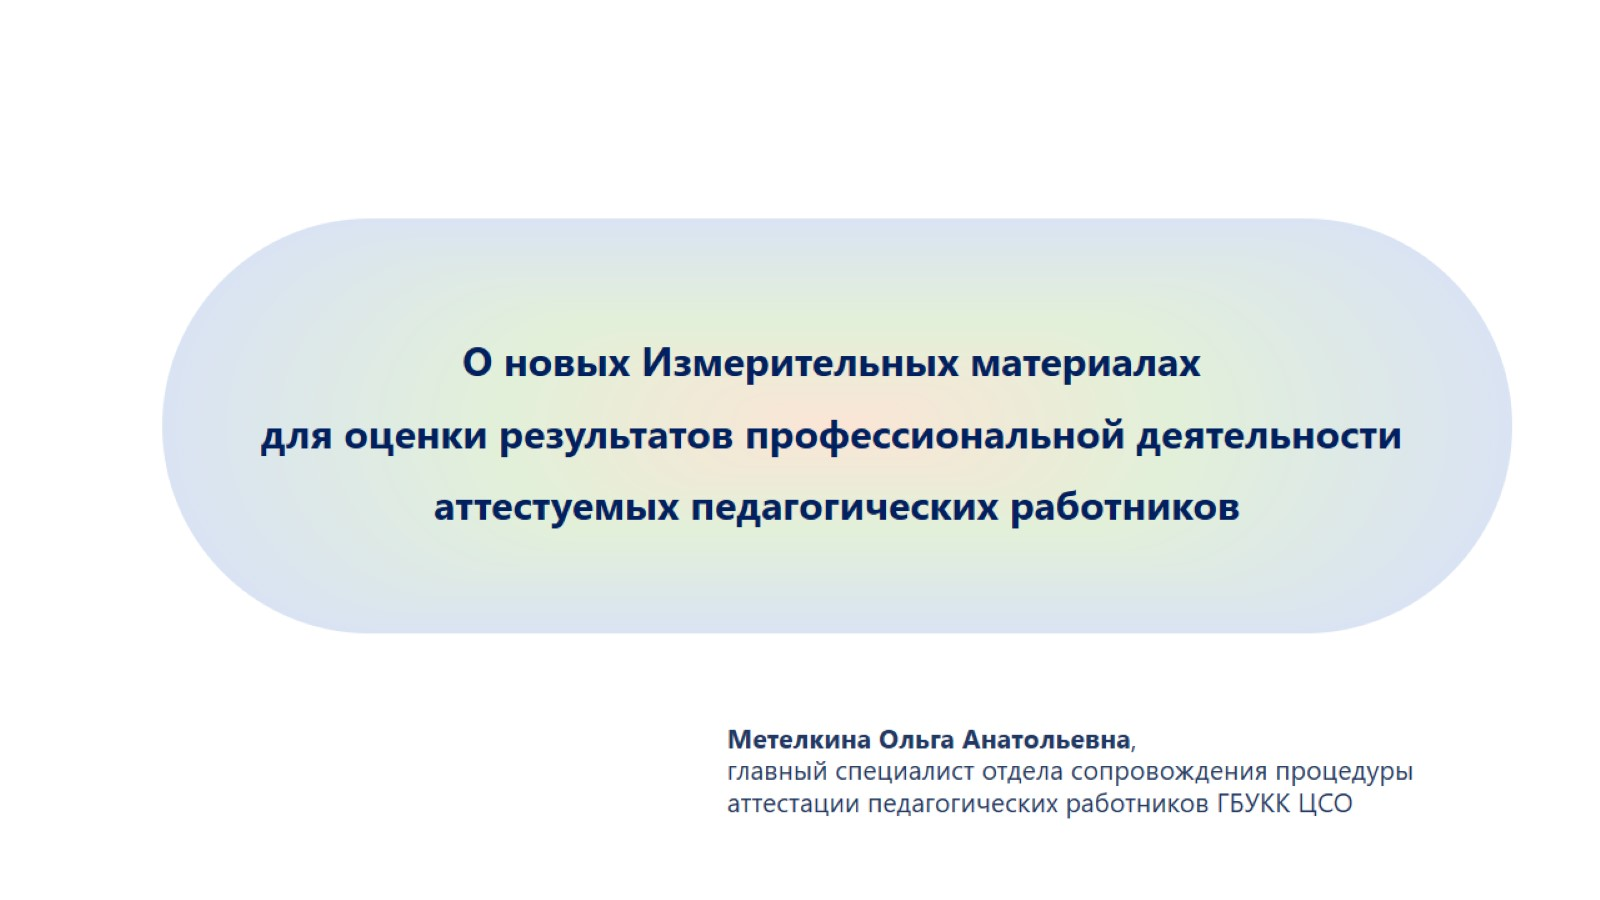 О новых Измерительных материалах
для оценки результатов профессиональной деятельности
аттестуемых педагогических работников
Метелкина Ольга Анатольевна,
главный специалист отдела сопровождения процедуры
аттестации педагогических работников ГБУКК ЦСО